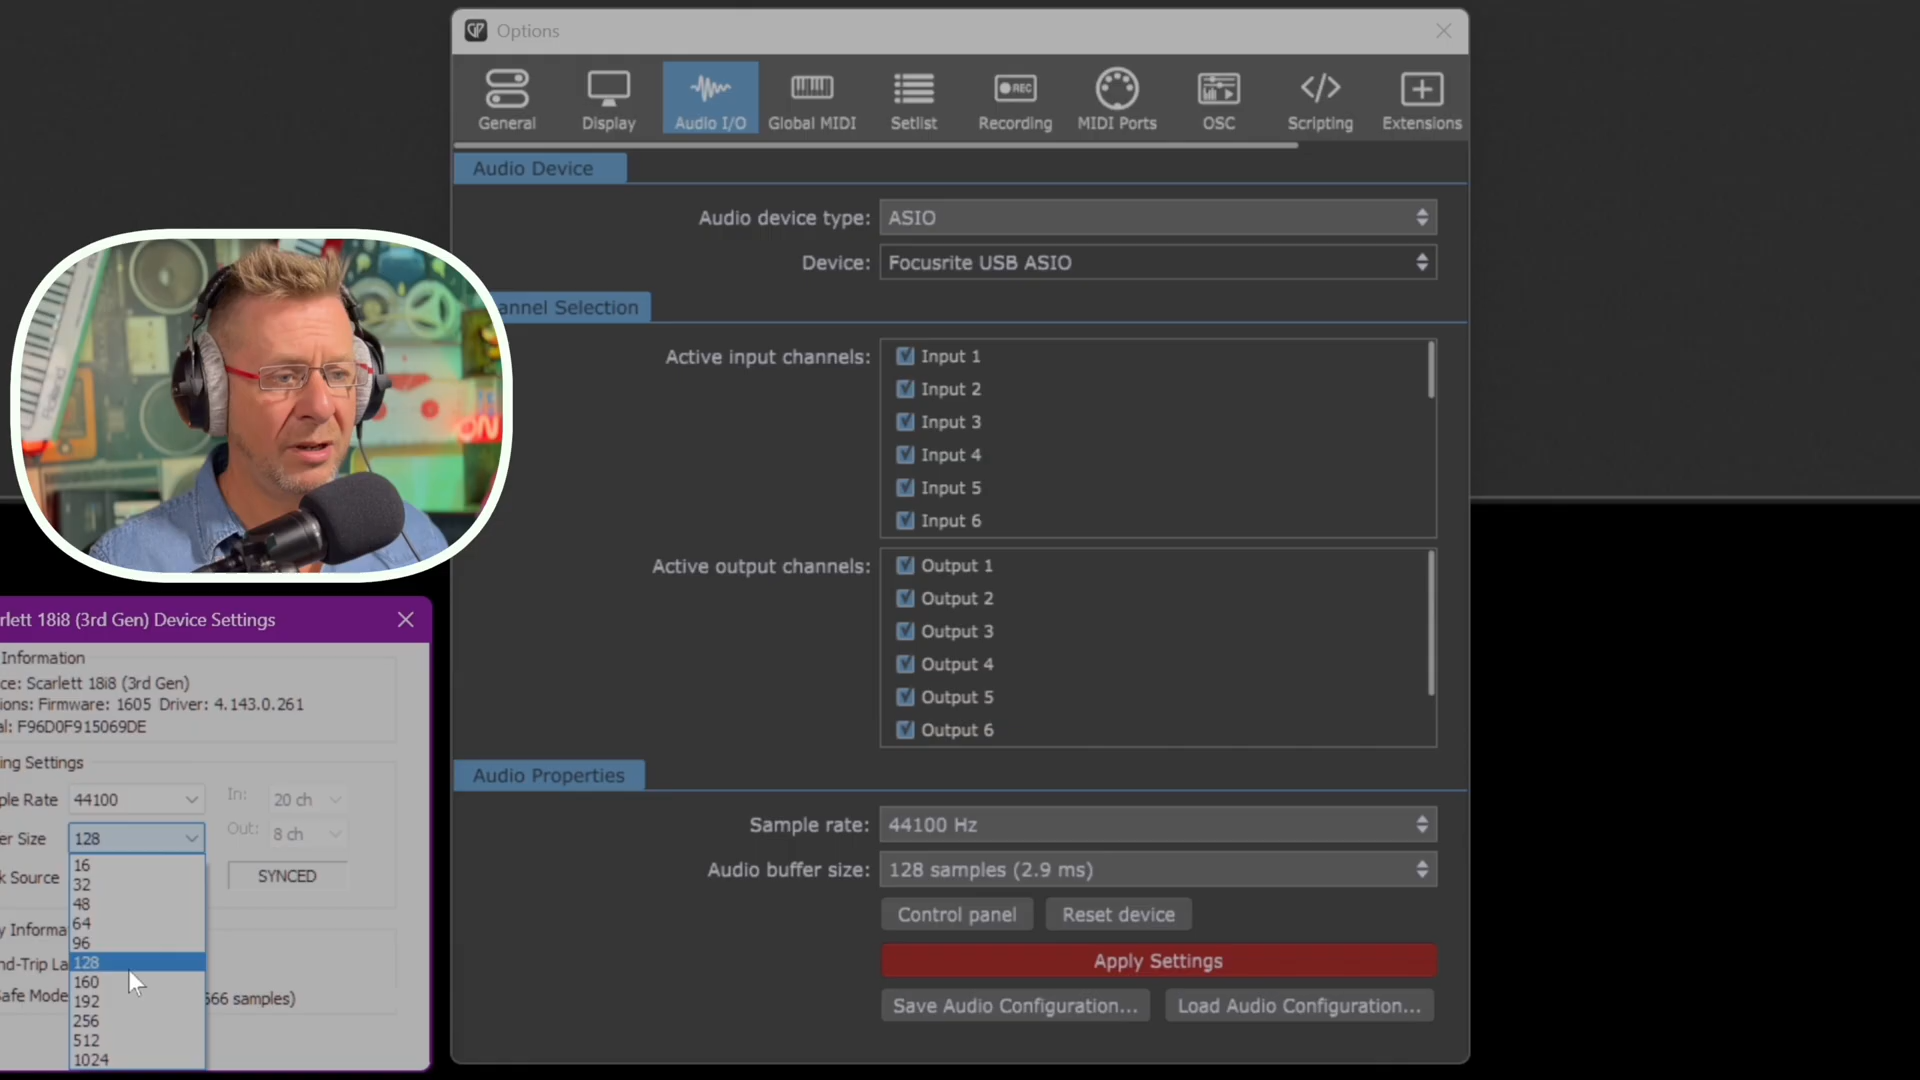 GP Options
General
Display
Audio I/O
Global MIDI
Setlist
REC
Recording
MIDI Ports
OSC
Scripting
Extensions
Audio Device
Audio device type: ASIO
Device: Focusrite USB ASIO
annel Selection
Active input channels:
Input 1
Input 2
Input 3
Input 4
Input 5
Input 6
Active output channels:
Output 1
Output 2
Output 3
Output 4
Output 5
Output 6
Audio Properties
Sample rate: 44100 Hz
Audio buffer size: 128 samples (2.9 ms)
Control panel Reset device
Apply Settings
Save Audio Configuration... Load Audio Configuration...
Roland
ON
rlett 18i8 (3rd Gen) Device Settings
Information
ce: Scarlett 18i8 (3rd Gen)
ions: Firmware: 1605 Driver: 4.143.0.261
al: F96D0F915069DE
ing Settings
ple Rate 44100 In: 20 ch
er Size 128 Out: 8 ch
k Source SYNCED
y Informa
nd-Trip La
afe Mode 566 samples)
16
32
48
64
96
128
160
192
256
512
1024